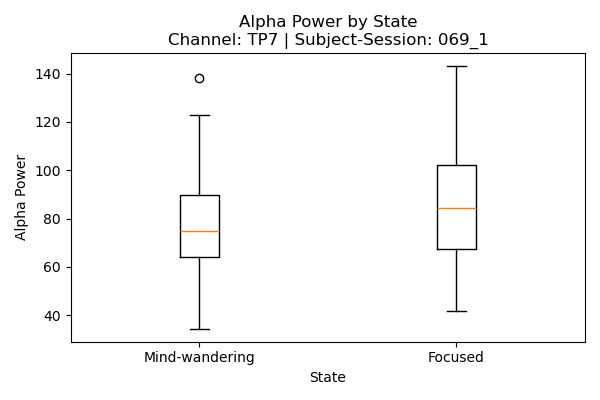 Alpha Power by State
Channel: TP7 | Subject-Session: 069_1
Alpha Power
140
120
100
80
60
40
Mind-wandering
Focused
State